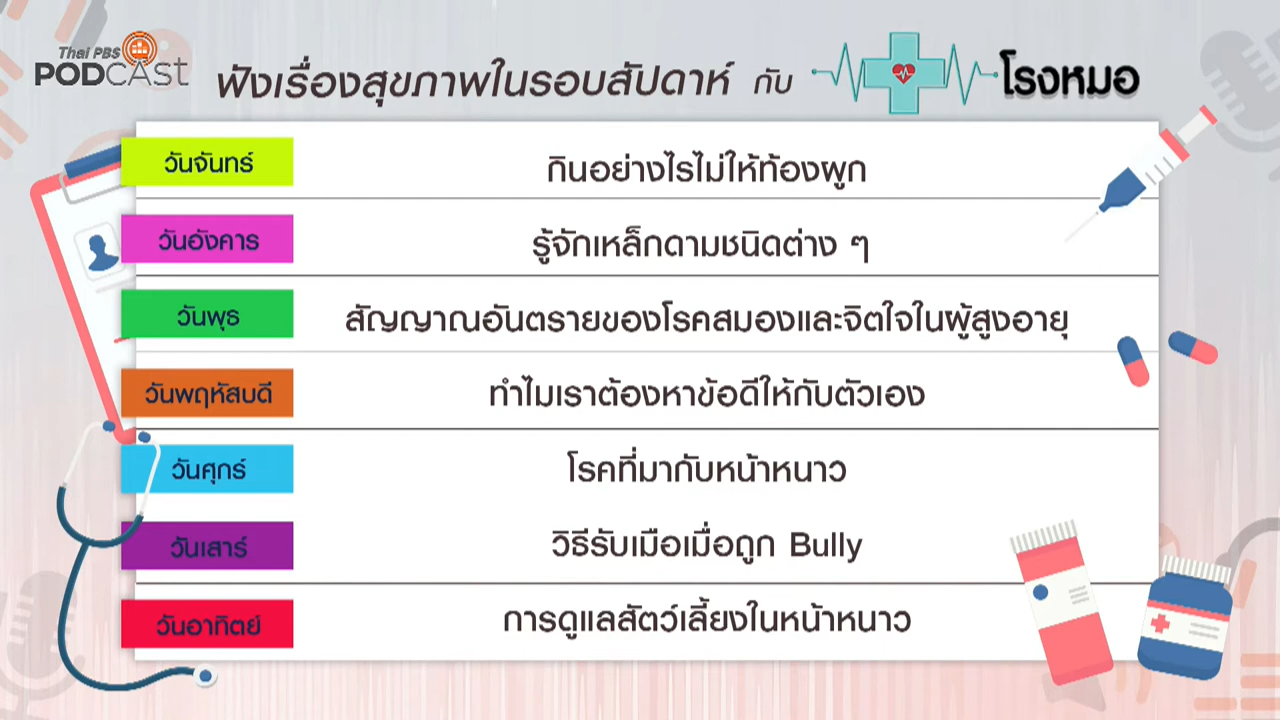 Thai PBS
PODCAST
ฟังเรื่องสุขภาพในรอบสัปดาห์ กับ โรงหมอ
วันจันทร์ กินอย่างไรไม่ให้ท้องผูก
วันอังคาร รู้จักเหล็กดามชนิดต่าง ๆ
วันพุธ สัญญาณอันตรายของโรคสมองและจิตใจในผู้สูงอายุ
วันพฤหัสบดี ทำไมเราต้องหาข้อดีให้กับตัวเอง
วันศุกร์ โรคที่มากับหน้าหนาว
วันเสาร์ วิธีรับมือเมื่อถูก Bully
วันอาทิตย์ การดูแลสัตว์เลี้ยงในหน้าหนาว